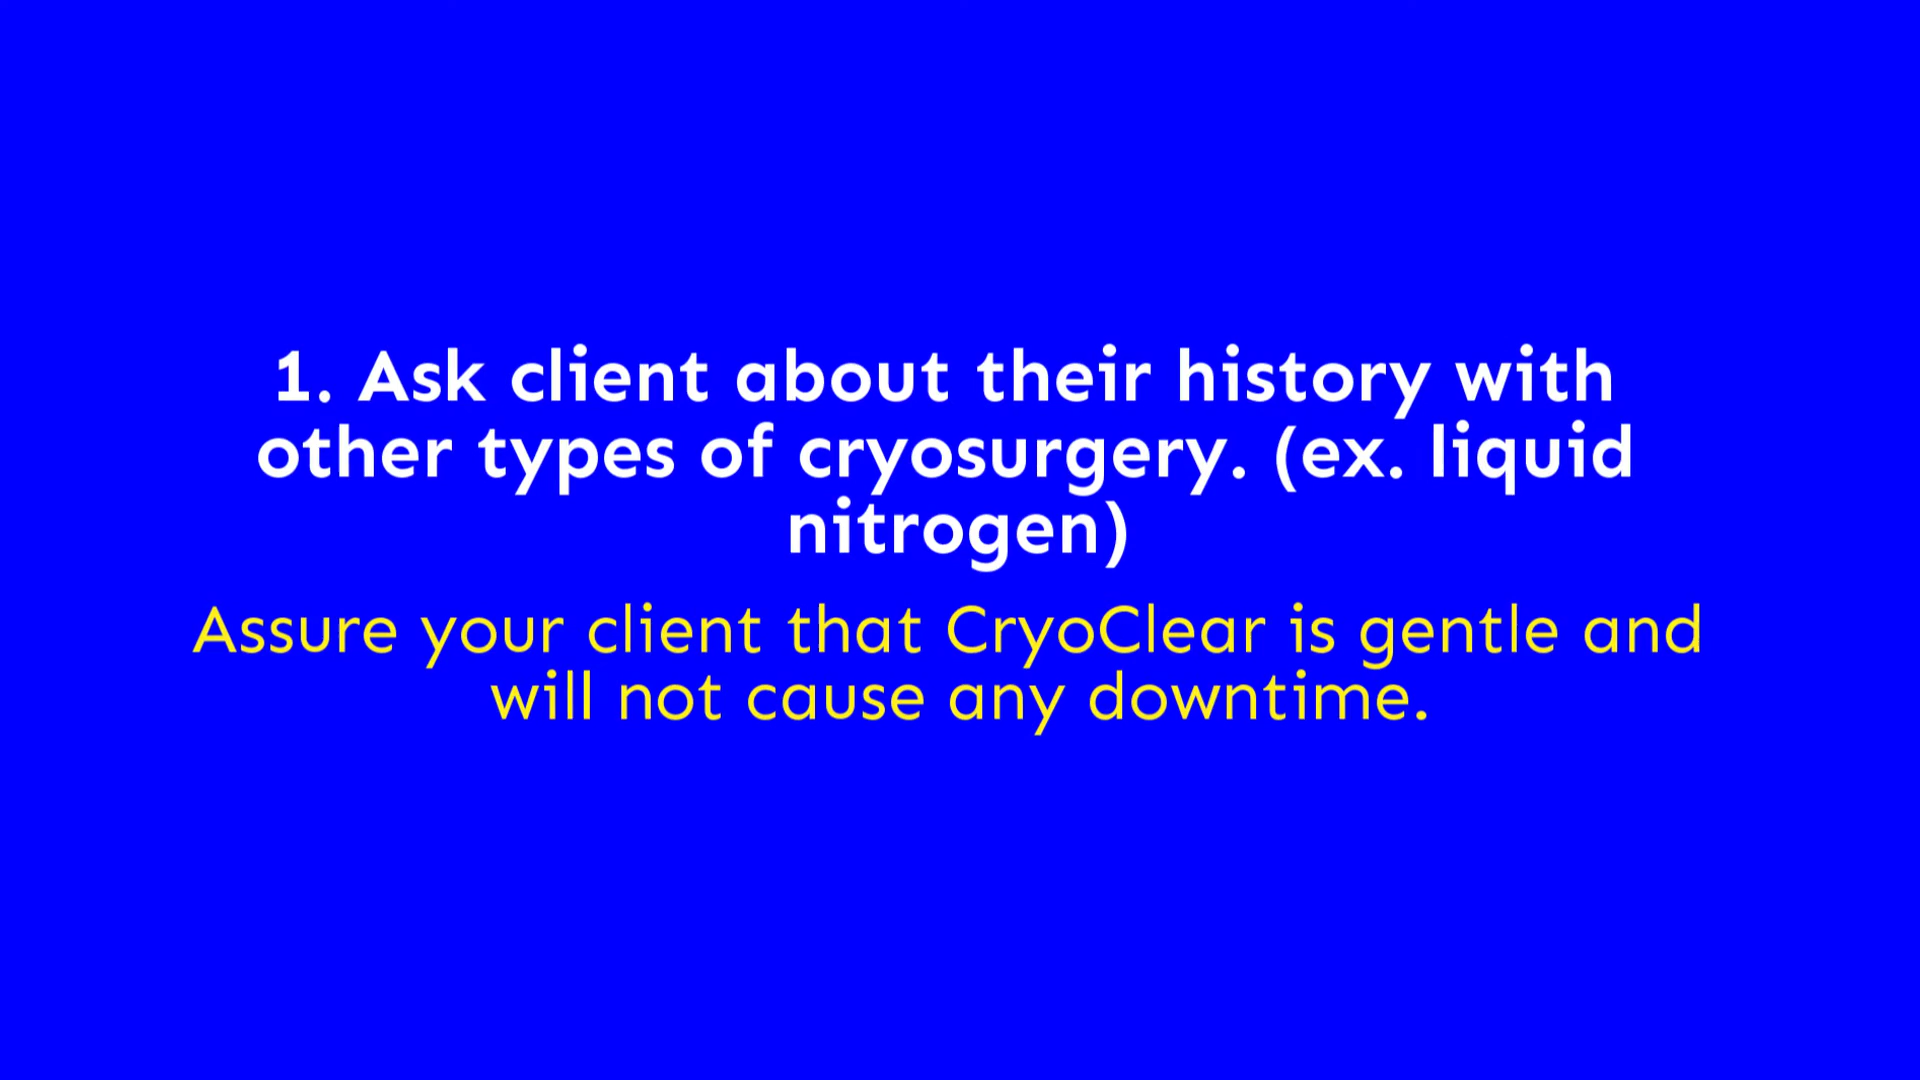 1. Ask client about their history with
other types of cryosurgery. (ex. liquid
nitrogen)
Assure your client that CryoClear is gentle and
will not cause any downtime.